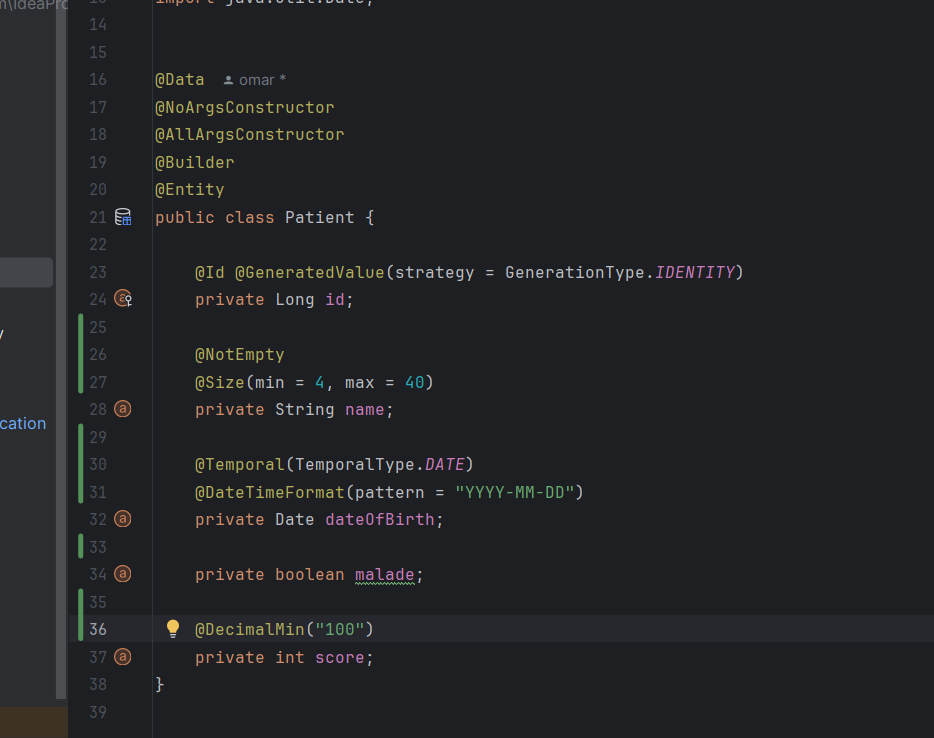 m\IdeaPro
13 import java.util.Date;
14
15
16 @Data omar *
17 @NoArgsConstructor
18 @AllArgsConstructor
19 @Builder
20 @Entity
21 public class Patient {
22
23 @Id @GeneratedValue(strategy = GenerationType.IDENTITY)
24 private Long id;
25
26 @NotEmpty
27 @Size(min = 4, max = 40)
28 private String name;
29
30 @Temporal(TemporalType.DATE)
31 @DateTimeFormat(pattern = "YYYY-MM-DD")
32 private Date dateOfBirth;
33
34 private boolean malade;
35
36 @DecimalMin("100")
37 private int score;
38 }
39
y
cation